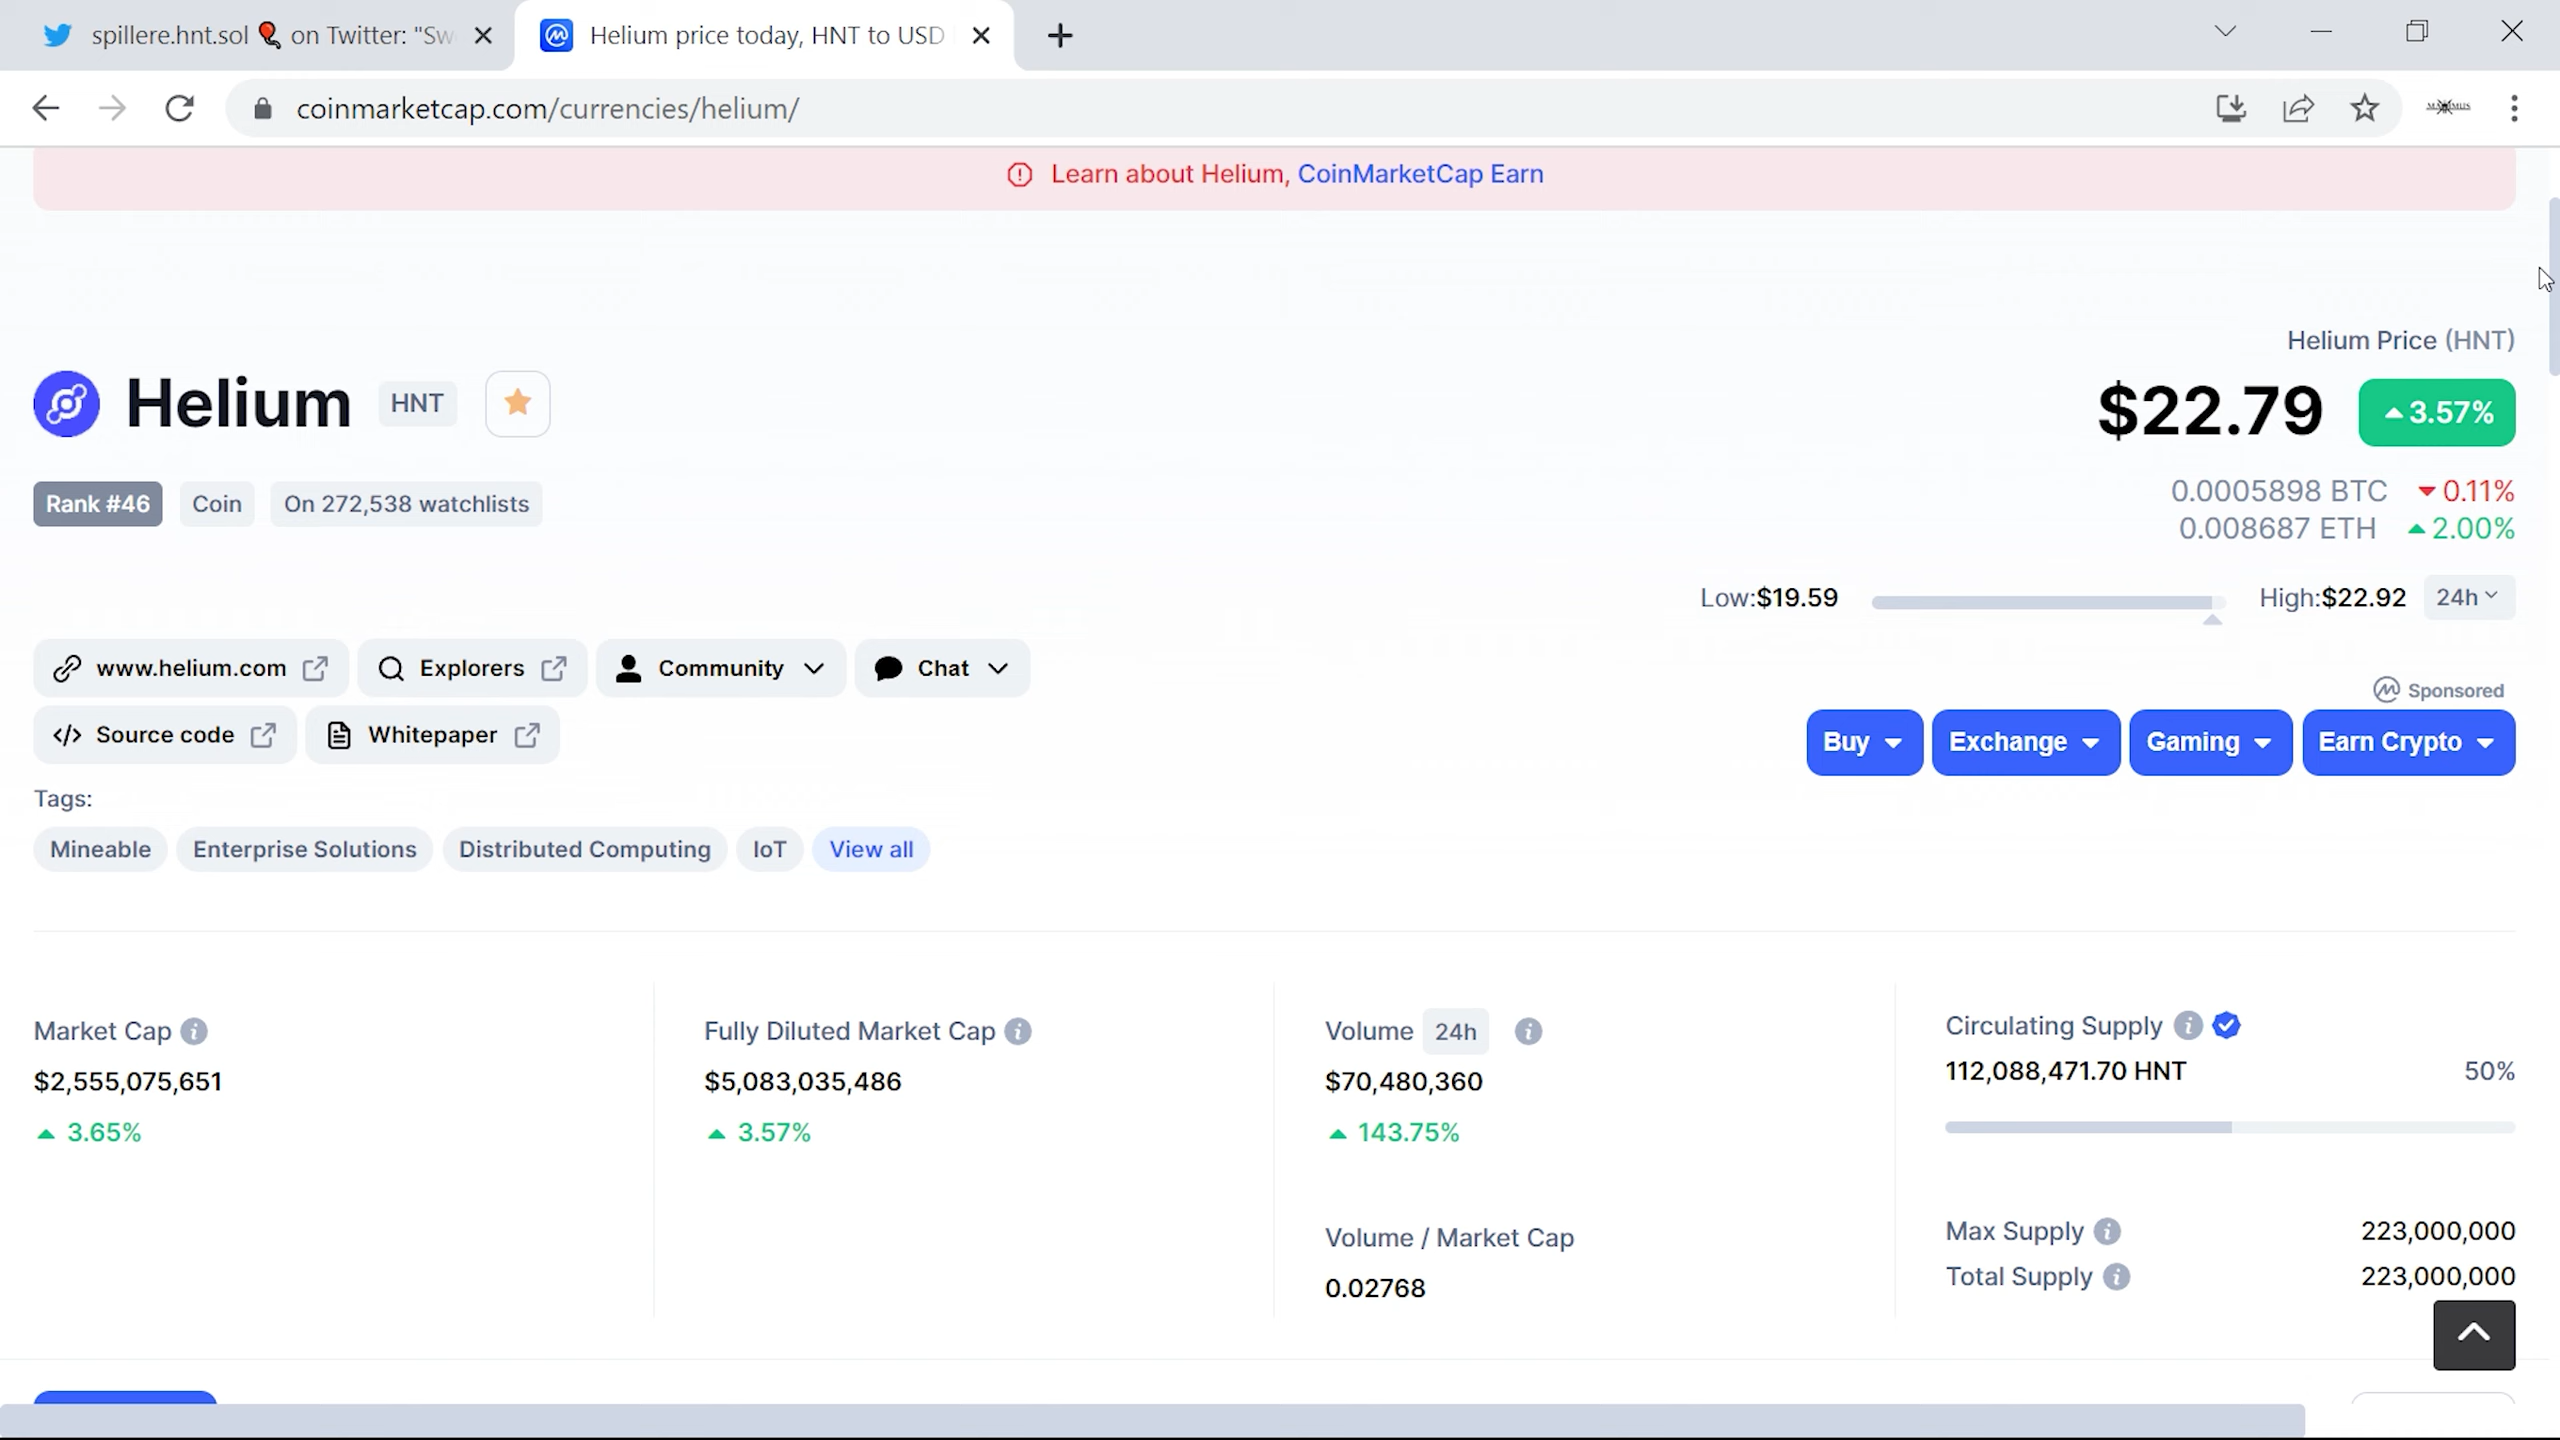 spillere.hnt.sol on Twitter: "Sw
Helium price today, HNT to USD
coinmarketcap.com/currencies/helium/
Learn about Helium, CoinMarketCap Earn
Helium Price (HNT)
Helium HNT
$22.79 3.57%
Rank #46 Coin On 272,538 watchlists
0.0005898 BTC 0.11%
0.008687 ETH 2.00%
Low:$19.59 High:$22.92 24h
www.helium.com Explorers Community Chat
Sponsored
Source code Whitepaper
Buy Exchange Gaming Earn Crypto
Tags:
Mineable Enterprise Solutions Distributed Computing IoT View all
Market Cap
$2,555,075,651
3.65%
Fully Diluted Market Cap
$5,083,035,486
3.57%
Volume 24h
$70,480,360
143.75%
Volume / Market Cap
0.02768
Circulating Supply
112,088,471.70 HNT 50%
Max Supply 223,000,000
Total Supply 223,000,000